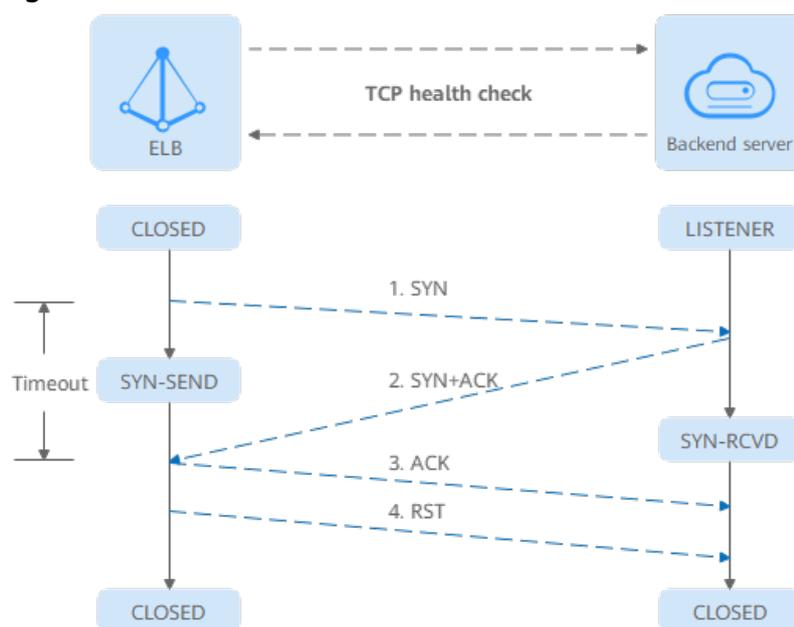 TCP health check
ELB
Backend server
CLOSED
LISTENER
1. SYN
Timeout
SYN-SEND
2. SYN+ACK
SYN-RCVD
3. ACK
4. RST
CLOSED
CLOSED